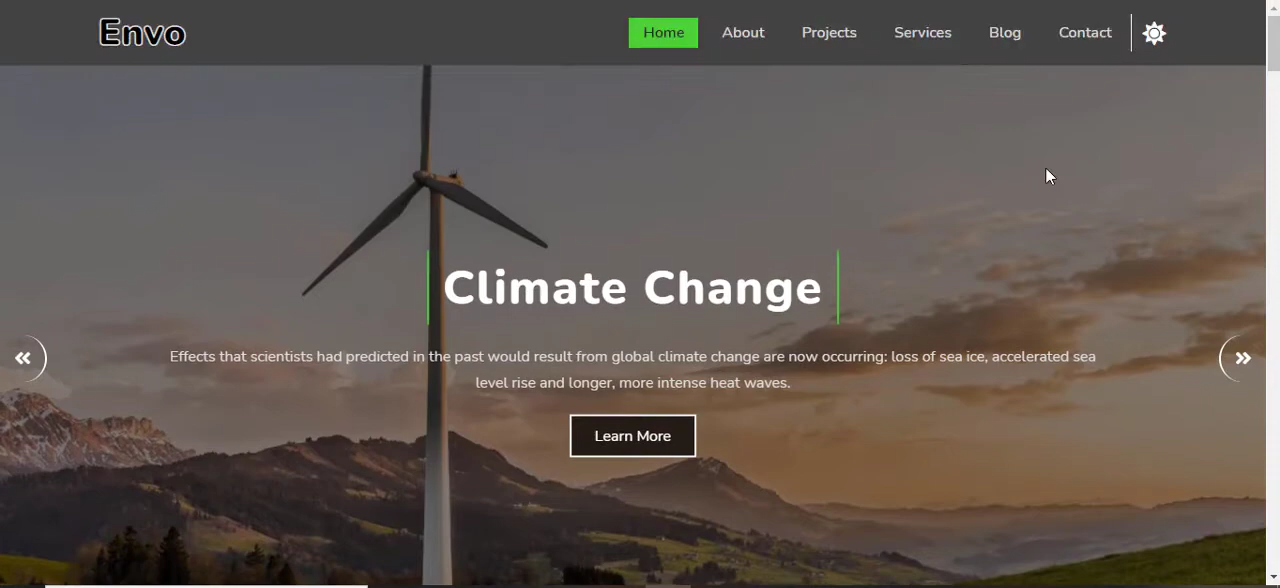 Envo
Home About Projects Services Blog Contact
Climate Change
Effects that scientists had predicted in the past would result from global climate change are now occurring: loss of sea ice, accelerated sea
level rise and longer, more intense heat waves.
Learn More